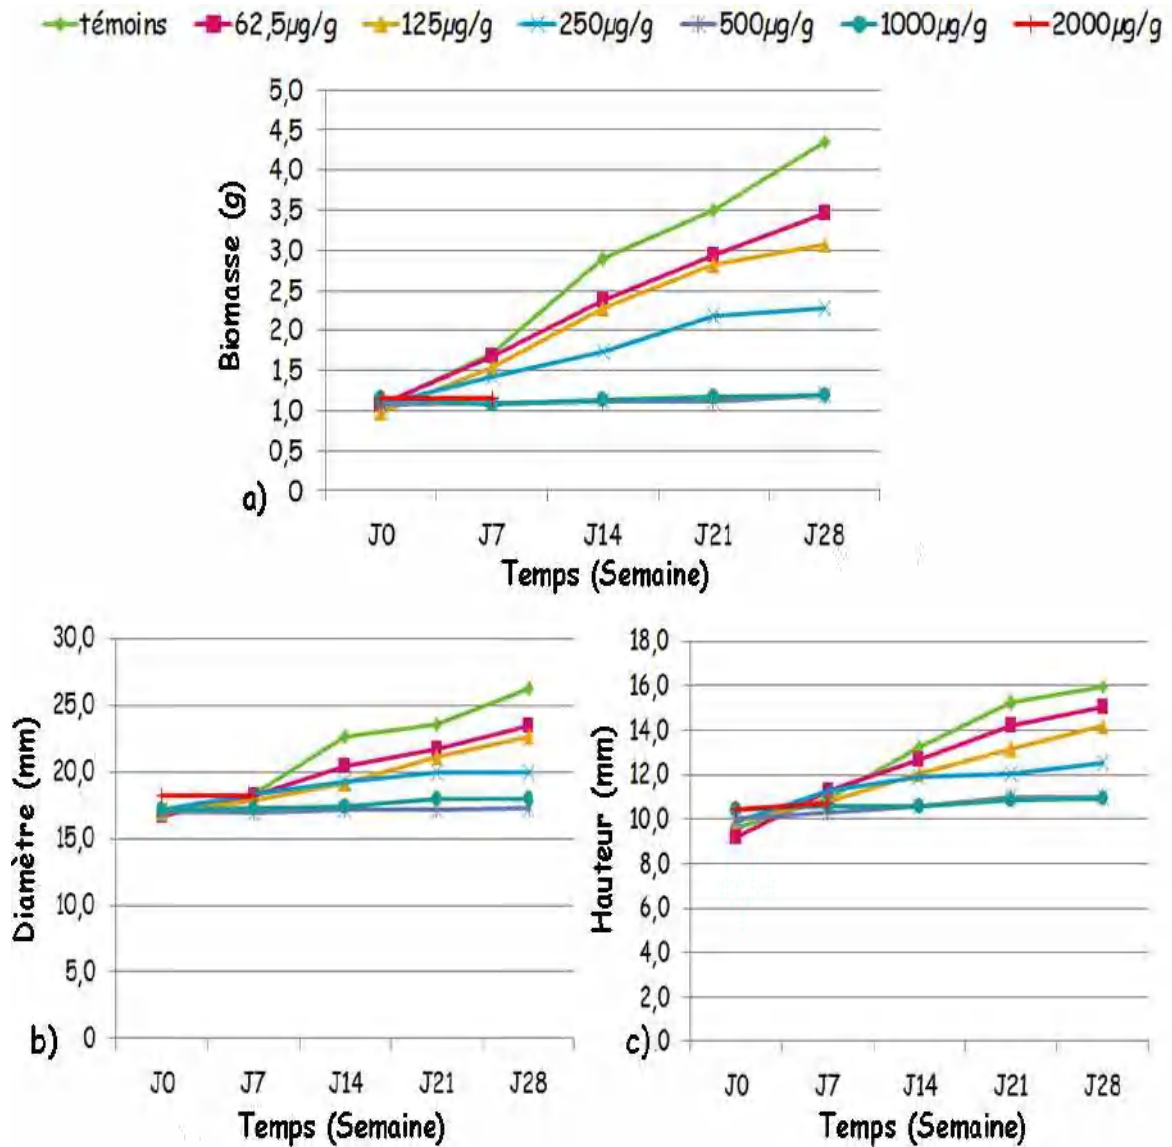 témoins 62,5µg/g 125µg/g 250µg/g 500µg/g 1000µg/g 2000µg/g
Biomasse (g)
5,0
4,5
4,0
3,5
3,0
2,5
2,0
1,5
1,0
0,5
0
a)
J0 J7 J14 J21 J28
Temps (Semaine)
Diamètre (mm)
30,0
25,0
20,0
15,0
10,0
5,0
0
b)
J0 J7 J14 J21 J28
Temps (Semaine)
Hauteur (mm)
18,0
16,0
14,0
12,0
10,0
8,0
6,0
4,0
2,0
c)
J0 J7 J14 J21 J28
Temps (Semaine)